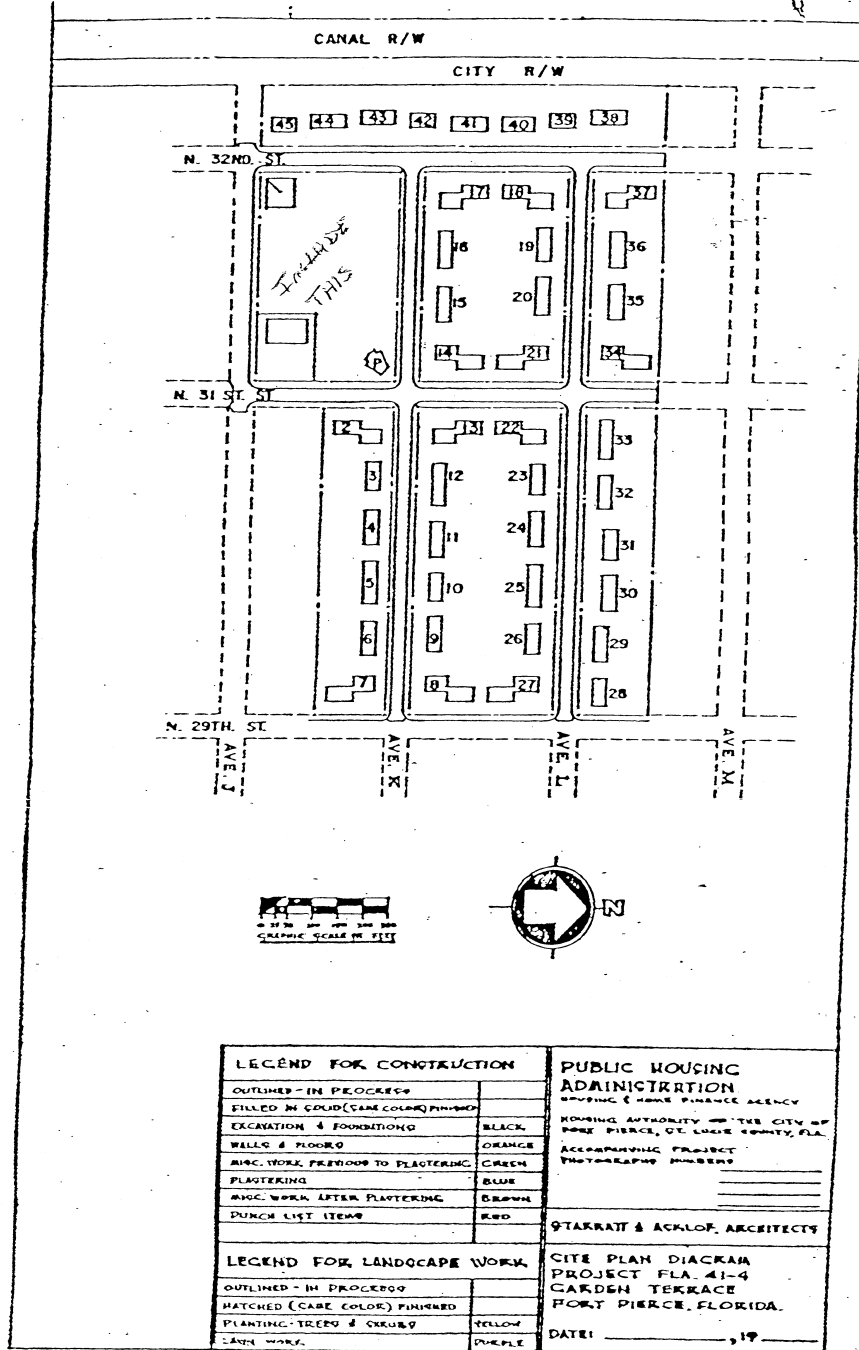 CANAL R/W
CITY R/W
45 44 43 42 41 40 39 38
N. 32ND. ST.
17 18 37
16 19 36
INCLUDE
THIS
15 20 35
P
14 21 34
N. 31 ST. ST
2 13 22 33
3 12 23
32
4 11 24
31
5 10 25 30
6 9 26 29
7 8 27 28
N. 29TH. ST.
AVE. J
AVE. K
AVE. L
AVE. M
N
GRAPHIC SCALE IN FEET
LEGEND FOR CONSTRUCTION
OUTLINED - IN PROGRESS
FILLED IN SOLID (SAME COLOR) FINISHED
EXCAVATION & FOUNDATIONS BLACK
WALLS & FLOORS ORANGE
MISC. WORK PREVIOUS TO PLASTERING GREEN
PLASTERING BLUE
MISC. WORK AFTER PLASTERING BROWN
PUNCH LIST ITEMS RED
LEGEND FOR LANDSCAPE WORK
OUTLINED - IN PROGRESS
HATCHED (SAME COLOR) FINISHED
PLANTING - TREES & SHRUBS YELLOW
LAWN WORK PURPLE
PUBLIC HOUSING
ADMINISTRATION
HOUSING & HOME FINANCE AGENCY
HOUSING AUTHORITY OF THE CITY OF
FORT PIERCE, ST. LUCIE COUNTY, FLA.
ACCOMPANYING PROJECT
PHOTOGRAPHS NUMBERS
STARRATT & ASKLOF, ARCHITECTS
SITE PLAN DIAGRAM
PROJECT FLA. 41-4
GARDEN TERRACE
FORT PIERCE, FLORIDA.
DATE: , 19